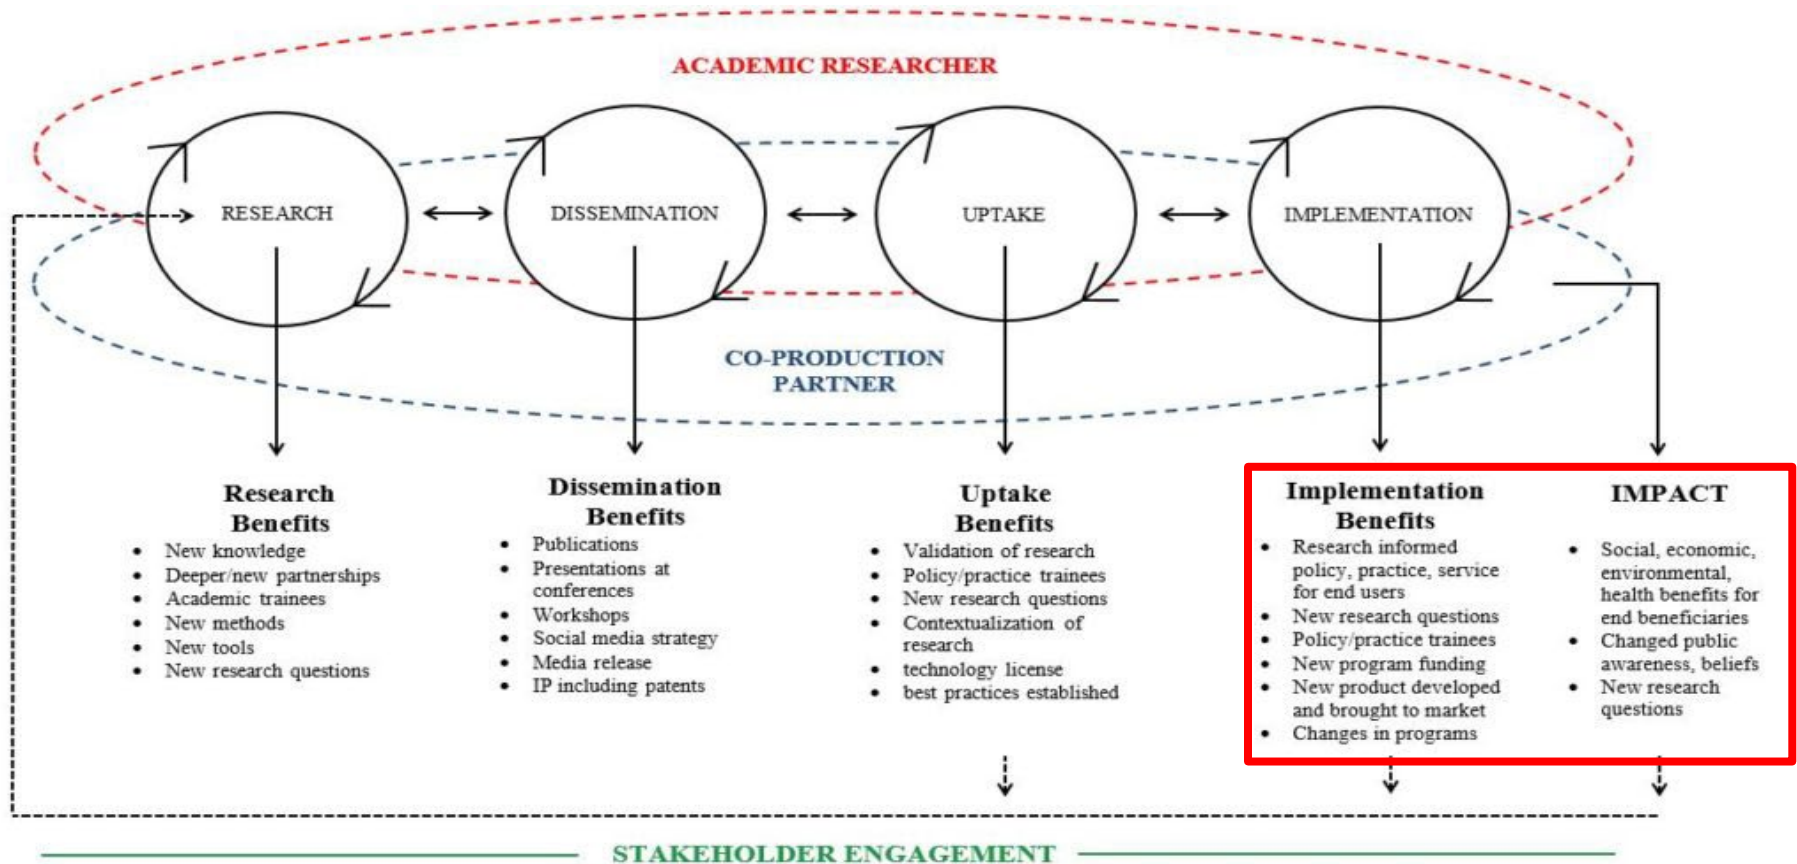 ACADEMIC RESEARCHER
RESEARCH
DISSEMINATION
UPTAKE
IMPLEMENTATION
CO-PRODUCTION
PARTNER
Research
Benefits
• New knowledge
• Deeper/new partnerships
• Academic trainees
• New methods
• New tools
• New research questions
Dissemination
Benefits
• Publications
• Presentations at
conferences
• Workshops
• Social media strategy
• Media release
• IP including patents
Uptake
Benefits
• Validation of research
• Policy/practice trainees
• New research questions
• Contextualization of
research
• technology license
• best practices established
Implementation
Benefits
• Research informed
policy, practice, service
for end users
• New research questions
• Policy/practice trainees
• New program funding
• New product developed
and brought to market
• Changes in programs
IMPACT
• Social, economic,
environmental,
health benefits for
end beneficiaries
• Changed public
awareness, beliefs
• New research
questions
STAKEHOLDER ENGAGEMENT